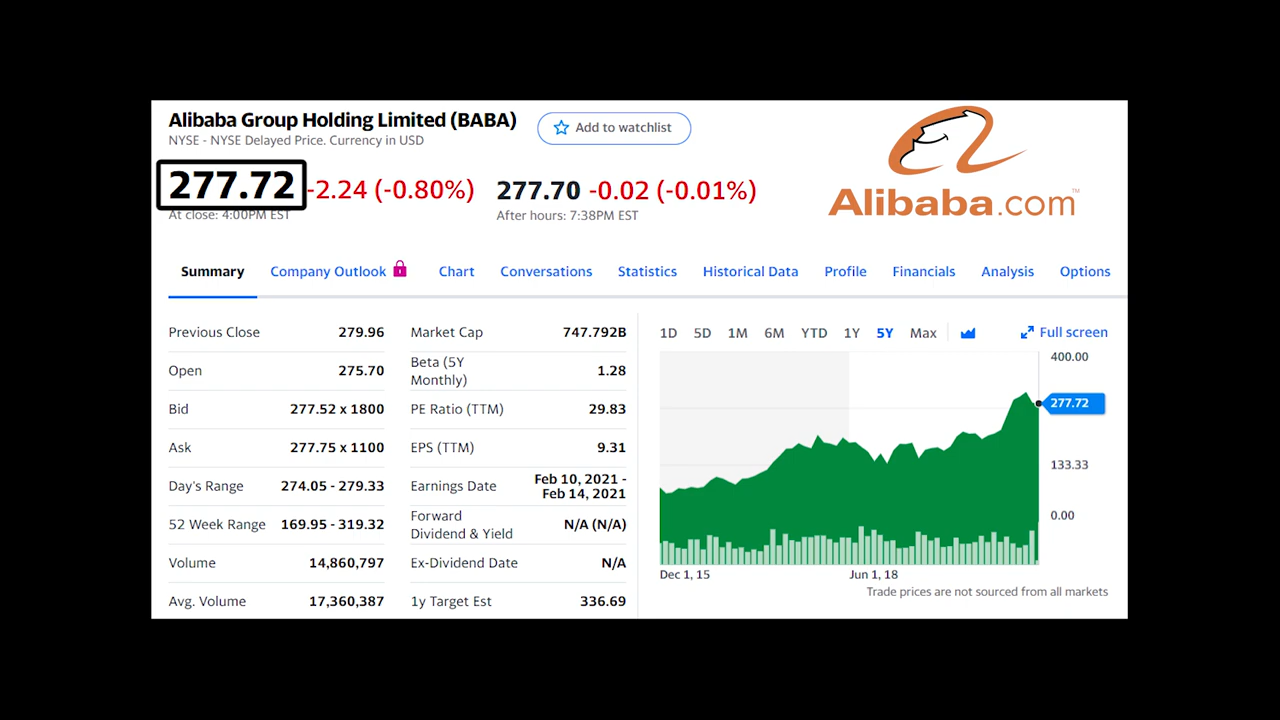 Alibaba Group Holding Limited (BABA)
NYSE - NYSE Delayed Price. Currency in USD
Add to watchlist
277.72 -2.24 (-0.80%)
At close: 4:00PM EST
277.70 -0.02 (-0.01%)
After hours: 7:38PM EST
Alibaba.com™
Summary Company Outlook Chart Conversations Statistics Historical Data Profile Financials Analysis Options
Previous Close 279.96
Open 275.70
Bid 277.52 x 1800
Ask 277.75 x 1100
Day's Range 274.05 - 279.33
52 Week Range 169.95 - 319.32
Volume 14,860,797
Avg. Volume 17,360,387
Market Cap 747.792B
Beta (5Y
Monthly) 1.28
PE Ratio (TTM) 29.83
EPS (TTM) 9.31
Earnings Date Feb 10, 2021 -
Feb 14, 2021
Forward
Dividend & Yield N/A (N/A)
Ex-Dividend Date N/A
1y Target Est 336.69
1D 5D 1M 6M YTD 1Y 5Y Max Full screen
400.00
277.72
133.33
0.00
Dec 1, 15 Jun 1, 18
Trade prices are not sourced from all markets